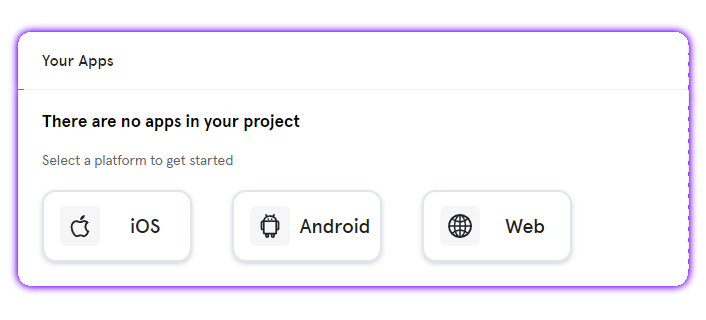 Your Apps
There are no apps in your project
Select a platform to get started
iOS Android Web